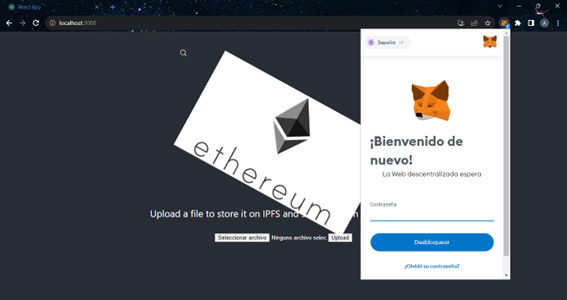 React App
localhost:3000
Sepolia
ethereum
¡Bienvenido de
nuevo!
La Web descentralizada espera
Contraseña
Upload a file to store it on IPFS and
Seleccionar archivo Ninguno archivo selec. Upload
Desbloquear
¿Olvidó su contraseña?